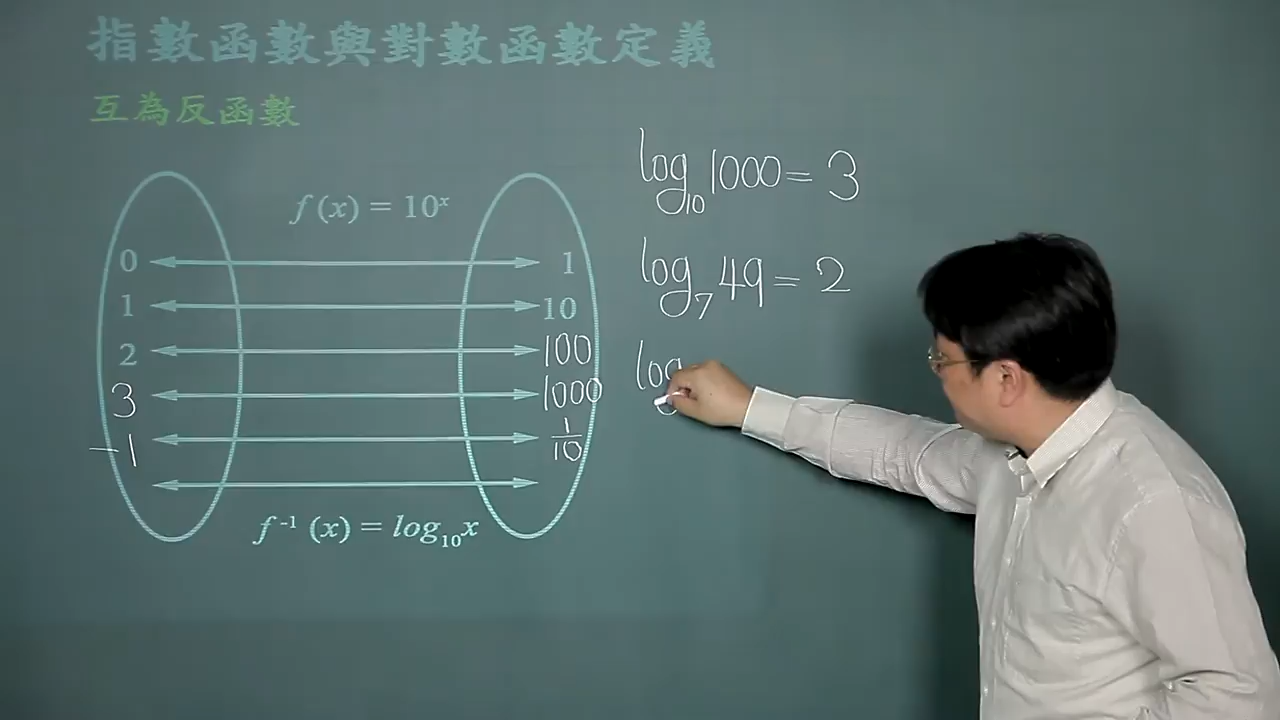 指數函數與對數函數定義
互為反函數
f(x) = 10ˣ
0 1
1 10
2 100
3 1000
-1 1/10
f⁻¹(x) = log₁₀x
log₁₀1000 = 3
log₇49 = 2
log